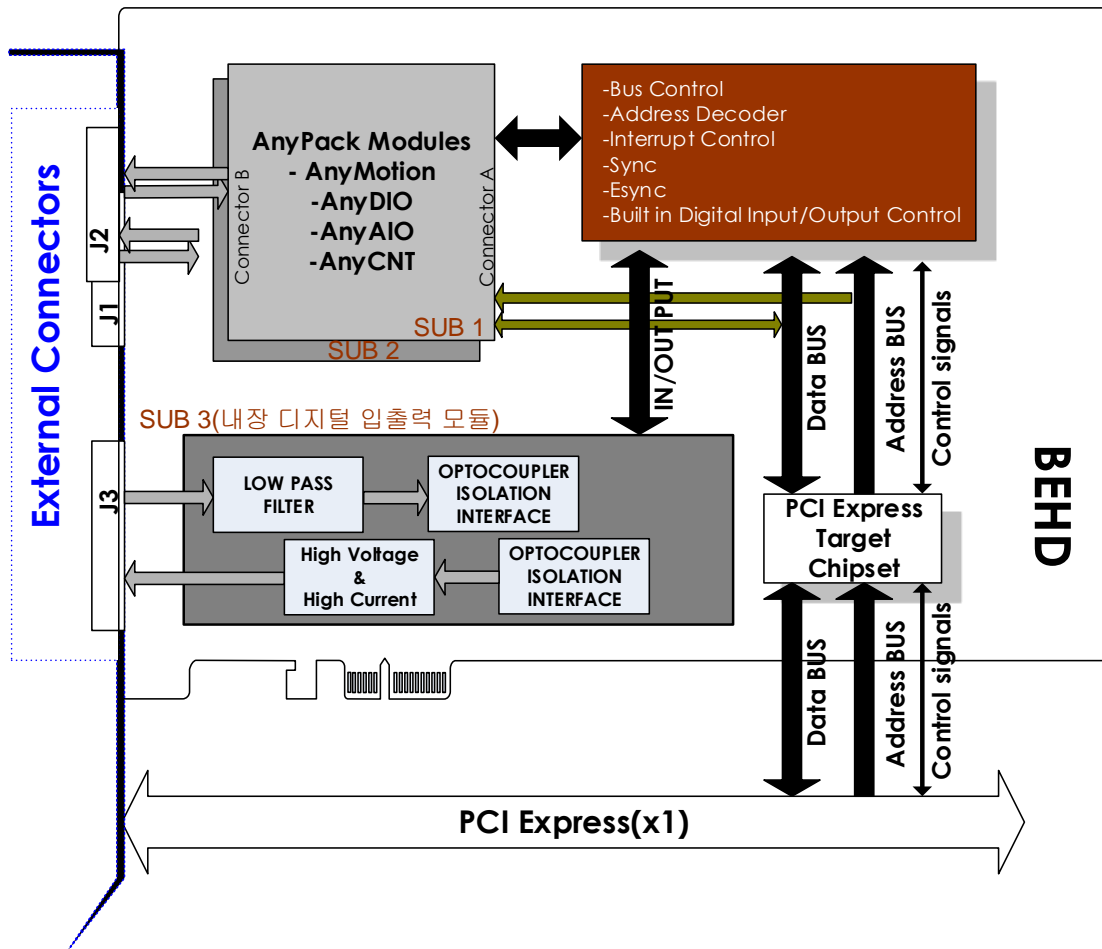 External Connectors
J2
J1
J3
AnyPack Modules
- AnyMotion
-AnyDIO
-AnyAIO
-AnyCNT
Connector B
Connector A
SUB 1
SUB 2
-Bus Control
-Address Decoder
-Interrupt Control
-Sync
-Esync
-Built in Digital Input/Output Control
IN/OUT PUT
Data BUS
Address BUS
Control signals
SUB 3(내장 디지털 입출력 모듈)
LOW PASS
FILTER
OPTOCOUPLER
ISOLATION
INTERFACE
High Voltage
&
High Current
OPTOCOUPLER
ISOLATION
INTERFACE
PCI Express
Target
Chipset
BEHD
Data BUS
Address BUS
Control signals
PCI Express(x1)